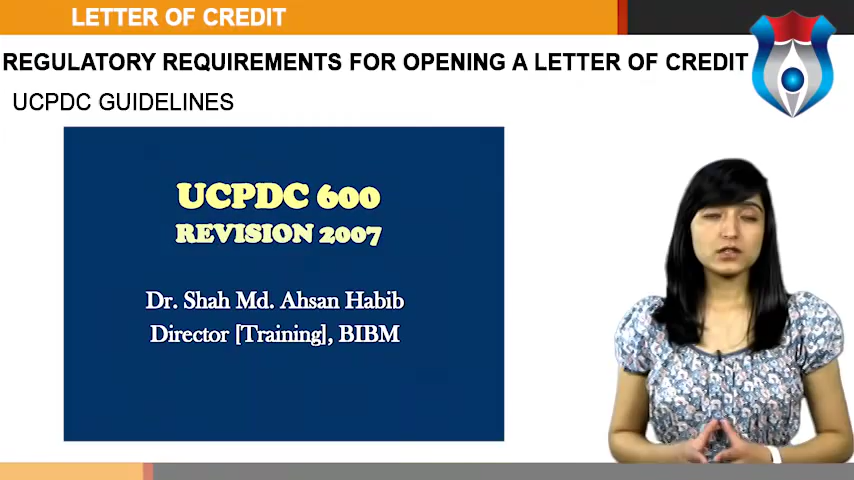 LETTER OF CREDIT
REGULATORY REQUIREMENTS FOR OPENING A LETTER OF CREDIT
UCPDC GUIDELINES
UCPDC 600
REVISION 2007
Dr. Shah Md. Ahsan Habib
Director [Training], BIBM